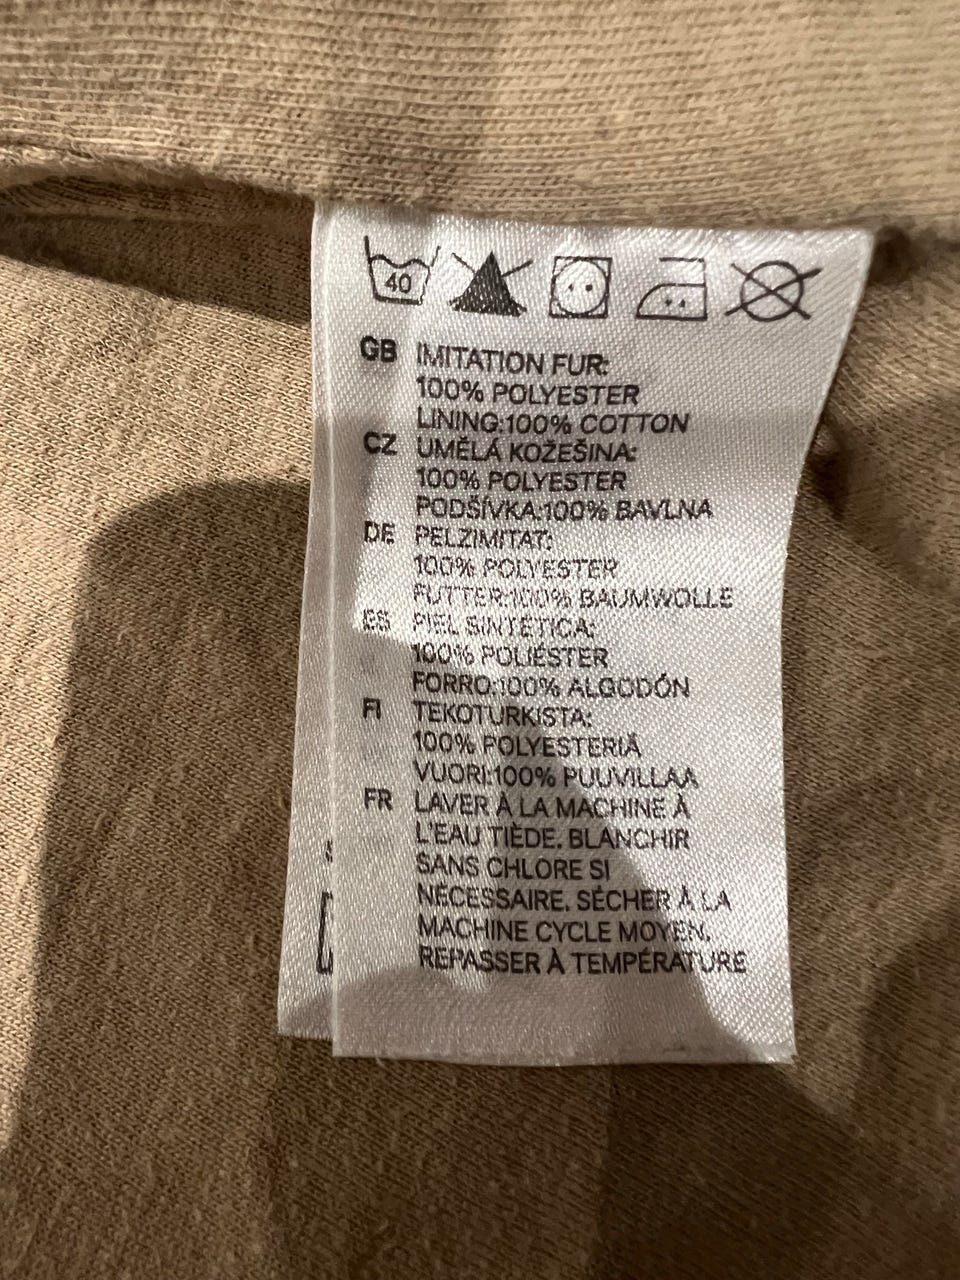 40
GB IMITATION FUR:
100% POLYESTER
LINING:100% COTTON
CZ UMĚLÁ KOŽEŠINA:
100% POLYESTER
PODŠÍVKA:100% BAVLNA
DE PELZIMITAT:
100% POLYESTER
FUTTER:100% BAUMWOLLE
ES PIEL SINTÉTICA:
100% POLIÉSTER
FORRO:100% ALGODÓN
FI TEKOTURKISTA:
100% POLYESTERIÄ
VUORI:100% PUUVILLAA
FR LAVER À LA MACHINE À
L'EAU TIÈDE. BLANCHIR
SANS CHLORE SI
NÉCESSAIRE. SÉCHER À LA
MACHINE CYCLE MOYEN.
REPASSER À TEMPÉRATURE